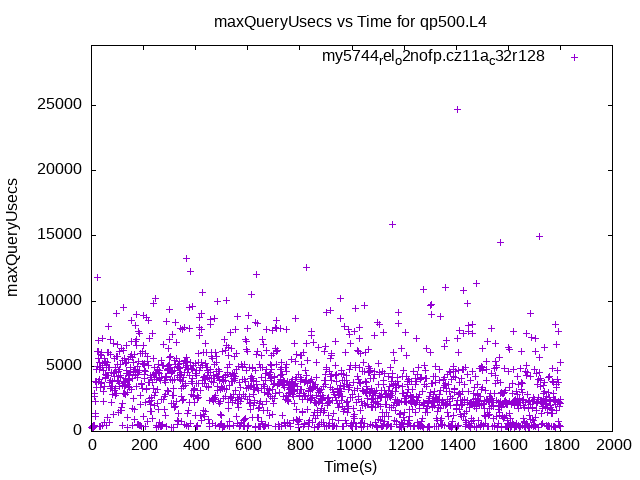 maxQueryUsecs vs Time for qp500.L4
my5744_rel_o2nofp.cz11a_c32r128
25000
20000
15000
10000
5000
0
maxQueryUsecs
0 200 400 600 800 1000 1200 1400 1600 1800 2000
Time(s)